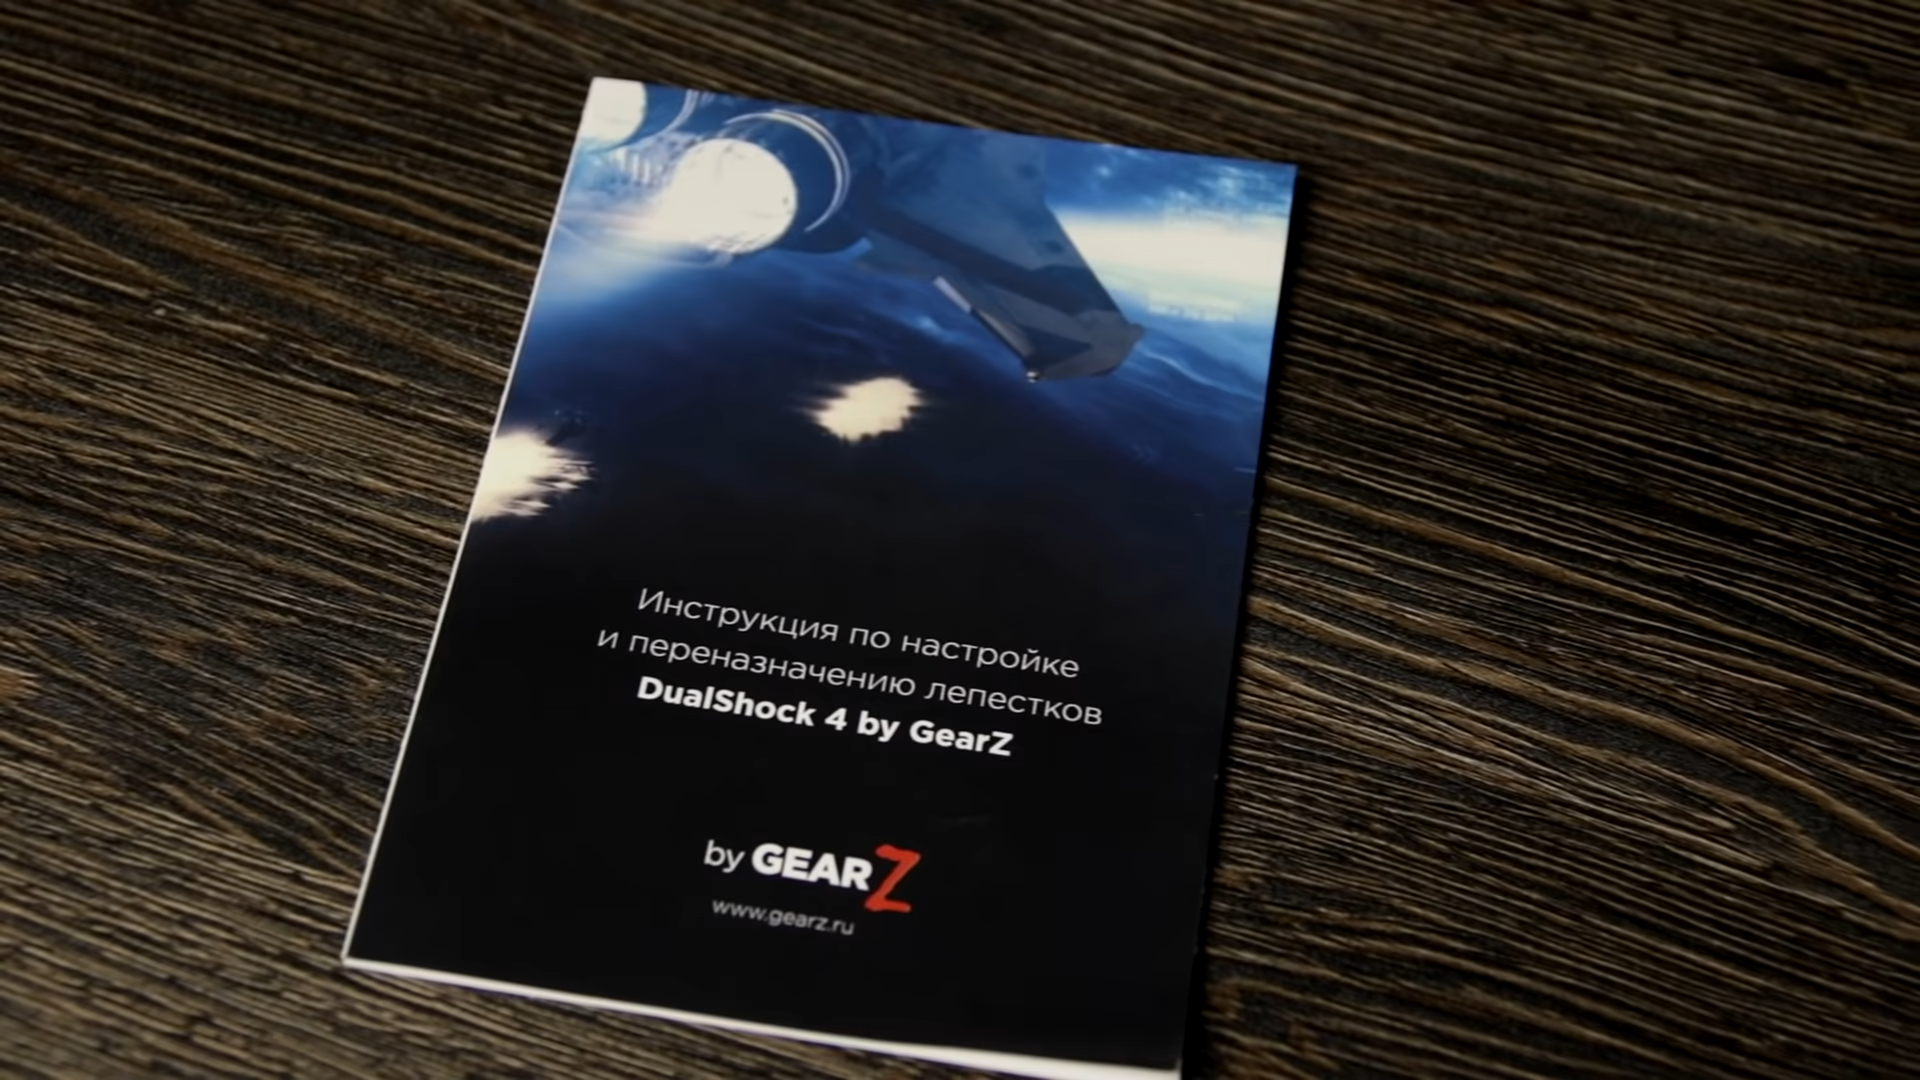 Инструкция по настройке
и переназначению лепестков
DualShock 4 by GearZ
by GEARZ
www.gearz.ru